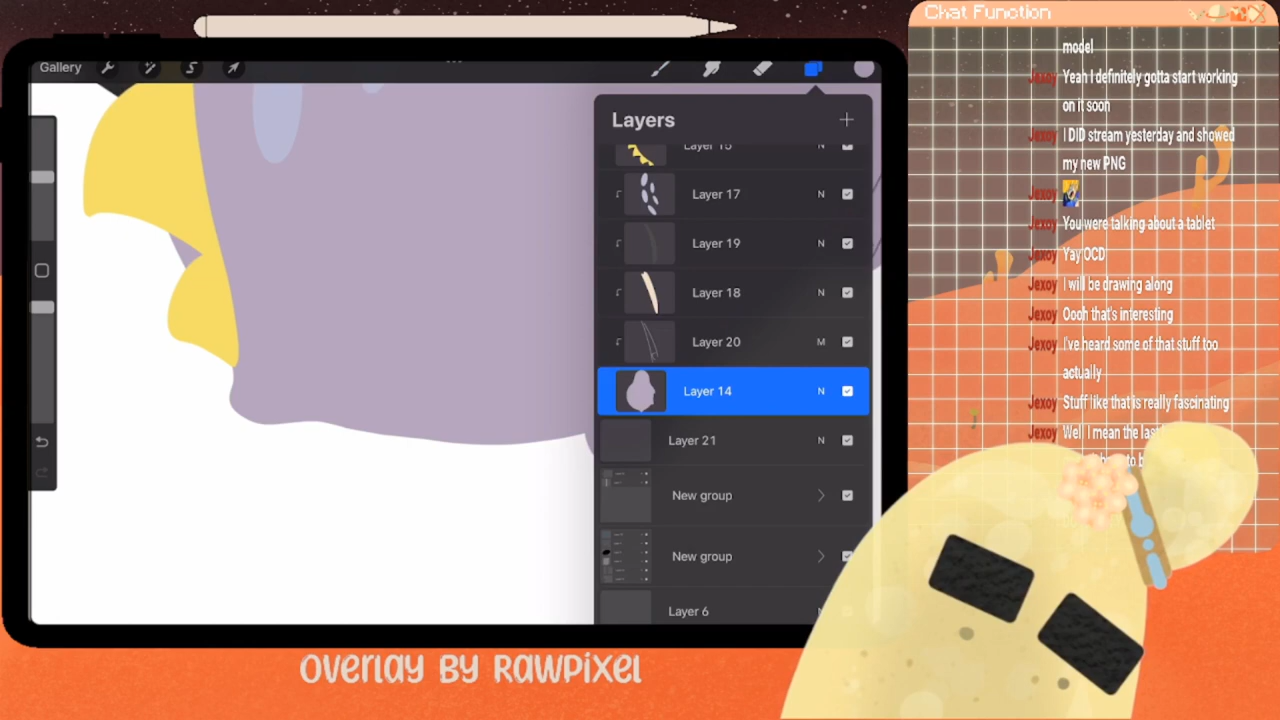 Chat Function
Gallery
Layers
Layer 15
N
Layer 17
N
Layer 19
N
Layer 18
N
Layer 20
M
Layer 14
N
Layer 21
N
New group
New group
Layer 6
model
Jexoy Yeah I definitely gotta start working
on it soon
Jexoy I DID stream yesterday and showed
my new PNG
Jexoy
Jexoy You were talking about a tablet
Jexoy Yay OCD
Jexoy I will be drawing along
Jexoy Oooh that's interesting
Jexoy I've heard some of that stuff too
actually
Jexoy Stuff like that is really fascinating
Jexoy Well I mean the
to b
OVERLAY BY RAWPIXEL